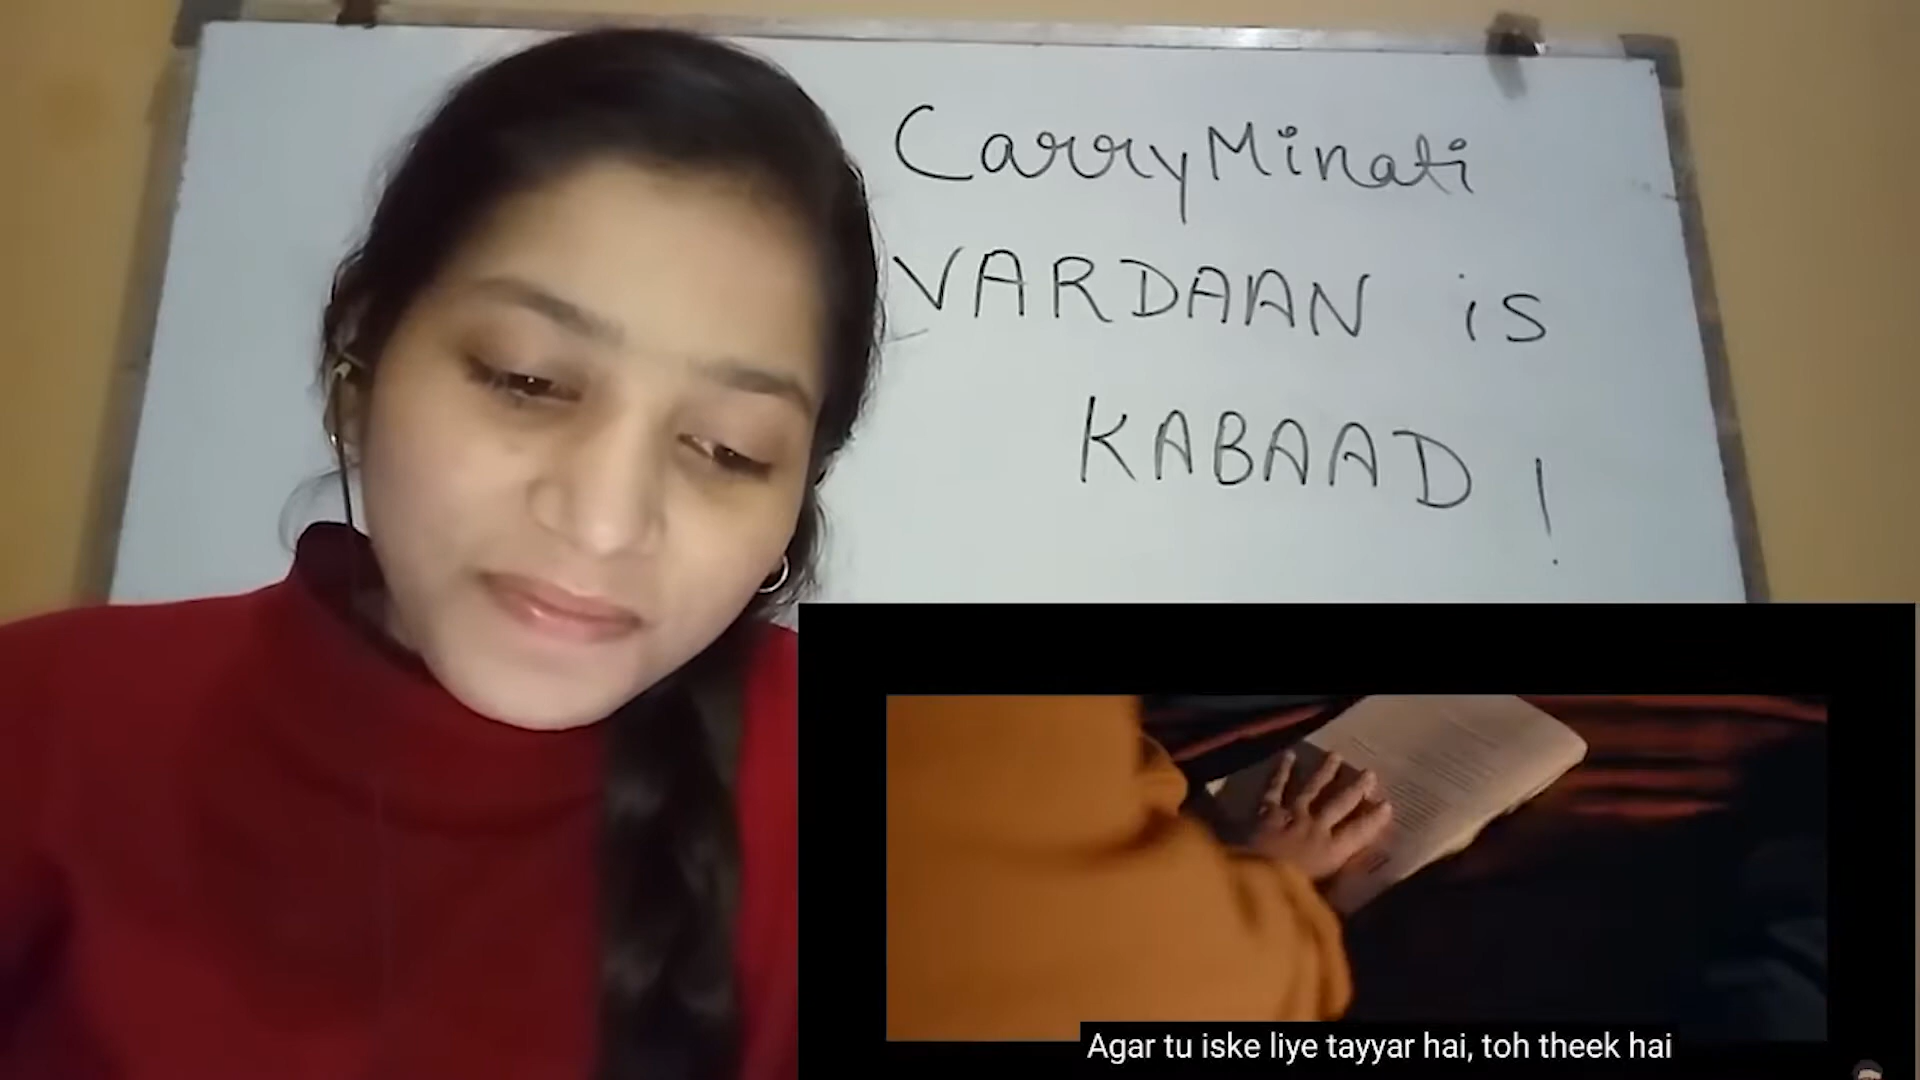 CarryMinati
VARDAAN is
KABAAD !
Agar tu iske liye tayyar hai, toh theek hai